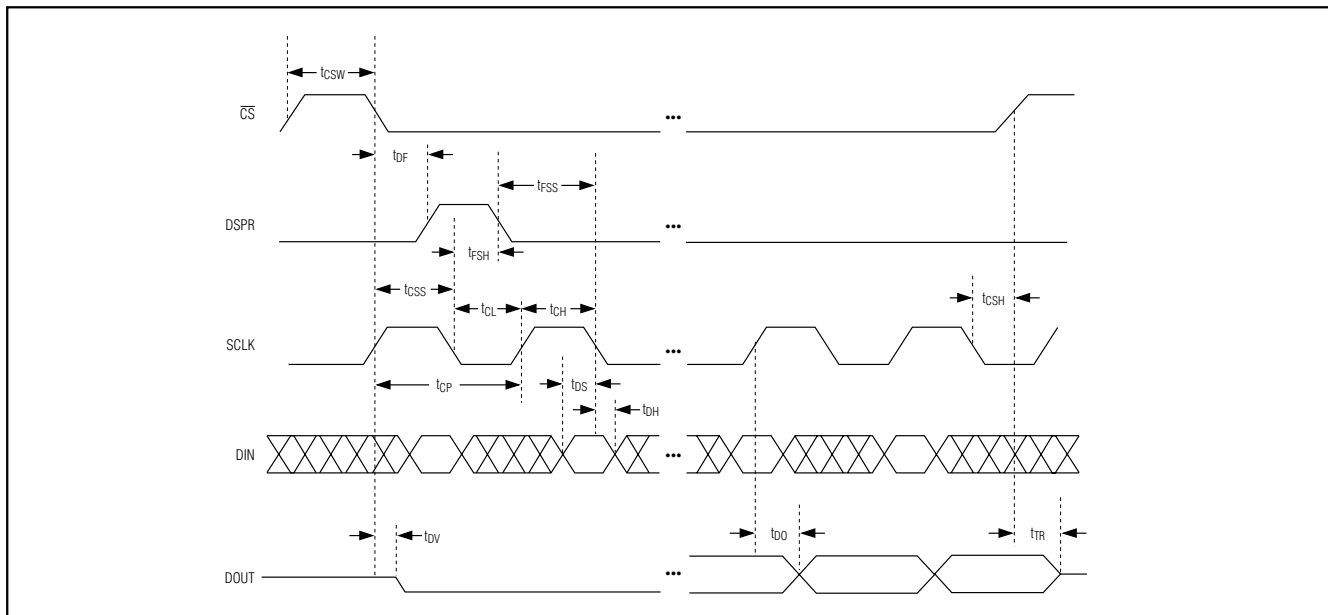 tCSW
CS
tDF
tFSS
DSPR
tFSH
tCSS
tCL
tCH
tCSH
SCLK
tCP
tDS
tDH
DIN
tDV
tDO
tTR
DOUT